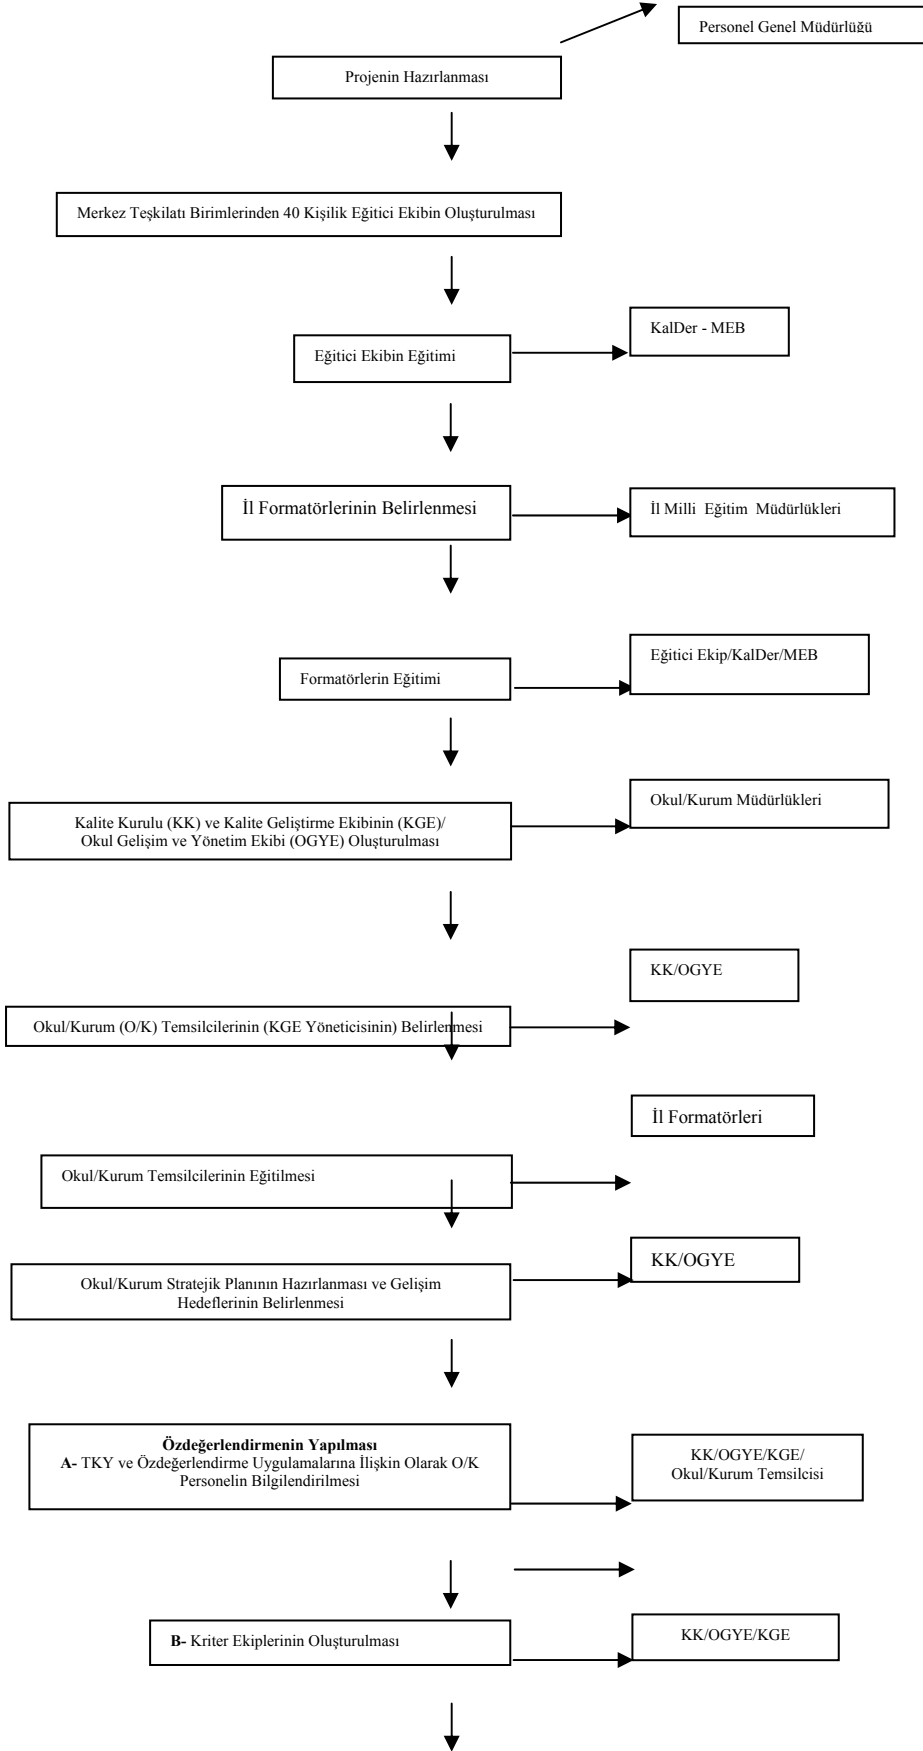 Personel Genel Müdürlüğü
Projenin Hazırlanması
Merkez Teşkilatı Birimlerinden 40 Kişilik Eğitici Ekibin Oluşturulması
KalDer - MEB
Eğitici Ekibin Eğitimi
İl Formatörlerinin Belirlenmesi
İl Milli Eğitim Müdürlükleri
Eğitici Ekip/KalDer/MEB
Formatörlerin Eğitimi
Okul/Kurum Müdürlükleri
Kalite Kurulu (KK) ve Kalite Geliştirme Ekibinin (KGE)/
Okul Gelişim ve Yönetim Ekibi (OGYE) Oluşturulması
KK/OGYE
Okul/Kurum (O/K) Temsilcilerinin (KGE Yöneticisinin) Belirlenmesi
İl Formatörleri
Okul/Kurum Temsilcilerinin Eğitilmesi
KK/OGYE
Okul/Kurum Stratejik Planının Hazırlanması ve Gelişim
Hedeflerinin Belirlenmesi
Özdeğerlendirmenin Yapılması
A- TKY ve Özdeğerlendirme Uygulamalarına İlişkin Olarak O/K
Personelin Bilgilendirilmesi
KK/OGYE/KGE/
Okul/Kurum Temsilcisi
B- Kriter Ekiplerinin Oluşturulması
KK/OGYE/KGE